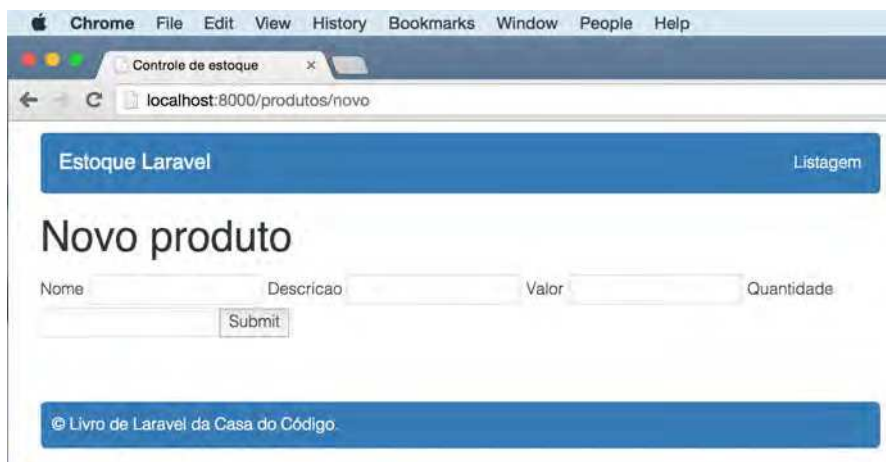 Chrome File Edit View History Bookmarks Window People Help
Controle de estoque
localhost:8000/produtos/novo
Estoque Laravel Listagem
Novo produto
Nome Descricao Valor Quantidade
Submit
© Livro de Laravel da Casa do Código.